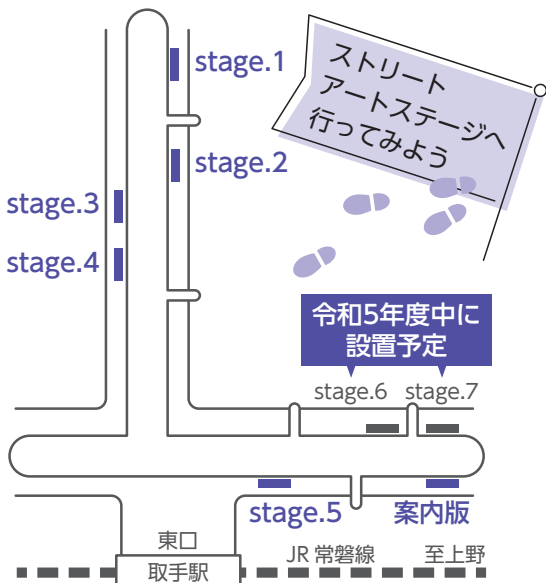 ストリート
アートステージへ
行ってみよう
stage.1
stage.2
stage.3
stage.4
令和5年度中に
設置予定
stage.6
stage.7
stage.5
案内版
東口
取手駅
JR 常磐線
至上野